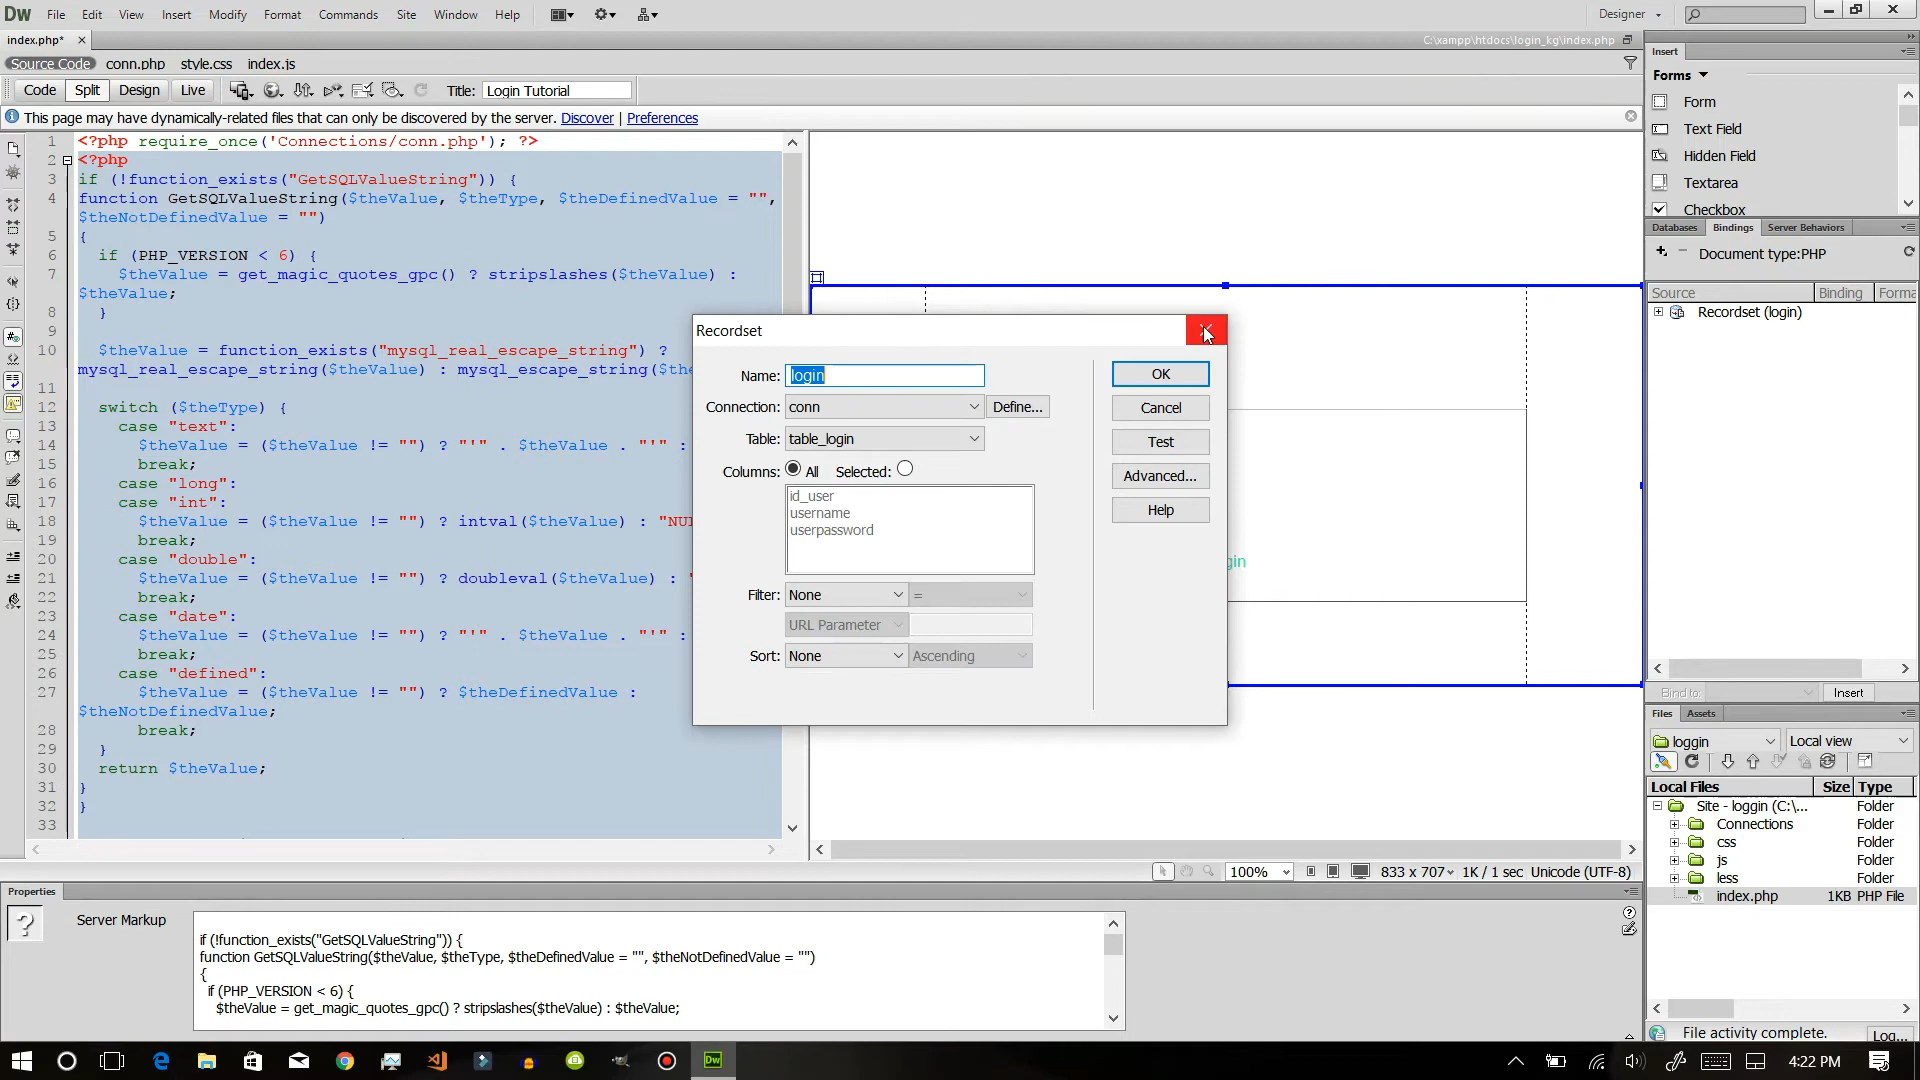 Dw File Edit View Insert Modify Format Commands Site Window Help Designer
index.php* C:\xampp\htdocs\login_kg\index.php
Source Code conn.php style.css index.js
Code Split Design Live Title: Login Tutorial
This page may have dynamically-related files that can only be discovered by the server. Discover Preferences
1 <?php require_once('Connections/conn.php'); ?>
2 <?php
3 if (!function_exists("GetSQLValueString")) {
4 function GetSQLValueString($theValue, $theType, $theDefinedValue = "",
$theNotDefinedValue = "")
5 {
6 if (PHP_VERSION < 6) {
7 $theValue = get_magic_quotes_gpc() ? stripslashes($theValue) :
$theValue;
8 }
9
10 $theValue = function_exists("mysql_real_escape_string") ?
mysql_real_escape_string($theValue) : mysql_escape_string($the
11
12 switch ($theType) {
13 case "text":
14 $theValue = ($theValue != "") ? "'" . $theValue . "'" :
15 break;
16 case "long":
17 case "int":
18 $theValue = ($theValue != "") ? intval($theValue) : "NU
19 break;
20 case "double":
21 $theValue = ($theValue != "") ? doubleval($theValue) :
22 break;
23 case "date":
24 $theValue = ($theValue != "") ? "'" . $theValue . "'" :
25 break;
26 case "defined":
27 $theValue = ($theValue != "") ? $theDefinedValue :
$theNotDefinedValue;
28 break;
29 }
30 return $theValue;
31 }
32 }
33
Recordset
Name: login
Connection: conn Define...
Table: table_login
Columns: All Selected:
id_user
username
userpassword
Filter: None =
URL Parameter
Sort: None Ascending
OK
Cancel
Test
Advanced...
Help
gin
Insert
Forms
Form
Text Field
Hidden Field
Textarea
Checkbox
Databases Bindings Server Behaviors
Document type:PHP
Source Binding Forma
Recordset (login)
Bind to: Insert
Files Assets
loggin Local view
Local Files Size Type
Site - loggin (C:\... Folder
Connections Folder
css Folder
js Folder
less Folder
index.php 1KB PHP File
File activity complete. Log...
100% 833 x 707 1K / 1 sec Unicode (UTF-8)
Properties
Server Markup
if (!function_exists("GetSQLValueString")) {
function GetSQLValueString($theValue, $theType, $theDefinedValue = "", $theNotDefinedValue = "")
{
if (PHP_VERSION < 6) {
$theValue = get_magic_quotes_gpc() ? stripslashes($theValue) : $theValue;
Dw 4:22 PM